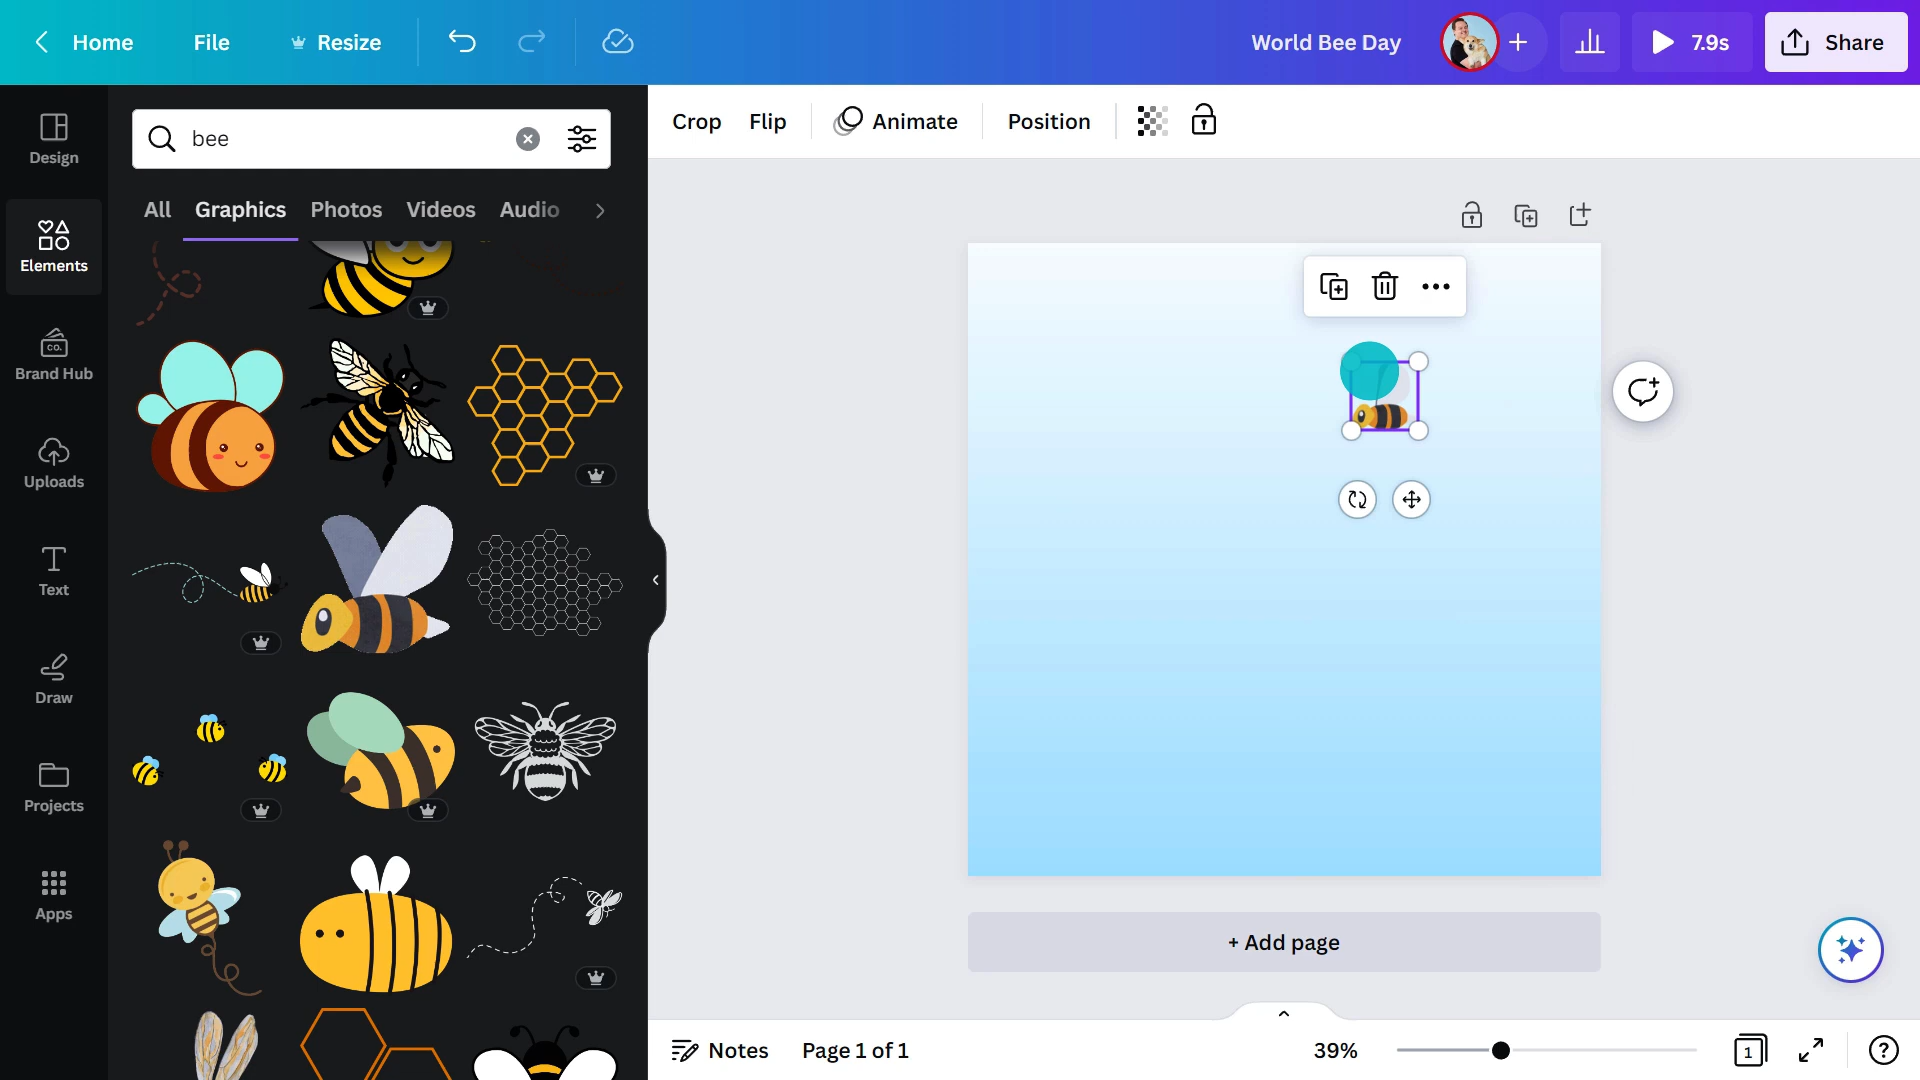 Home
File
Resize
World Bee Day
7.9s
Share
Design
Elements
Brand Hub
CO.
Uploads
Text
Draw
Projects
Apps
bee
All
Graphics
Photos
Videos
Audio
Crop
Flip
Animate
Position
+ Add page
Notes
Page 1 of 1
39%
1
?